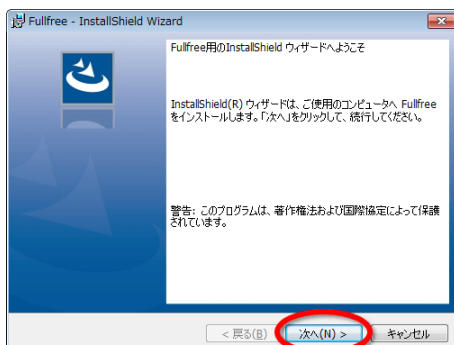 Fullfree - InstallShield Wizard
Fullfree用のInstallShield ウィザードへようこそ
InstallShield(R) ウィザードは、ご使用のコンピュータへ Fullfree
をインストールします。「次へ」をクリックして、続行してください。
警告: このプログラムは、著作権法および国際協定によって保護
されています。
< 戻る(B) 次へ(N) > キャンセル